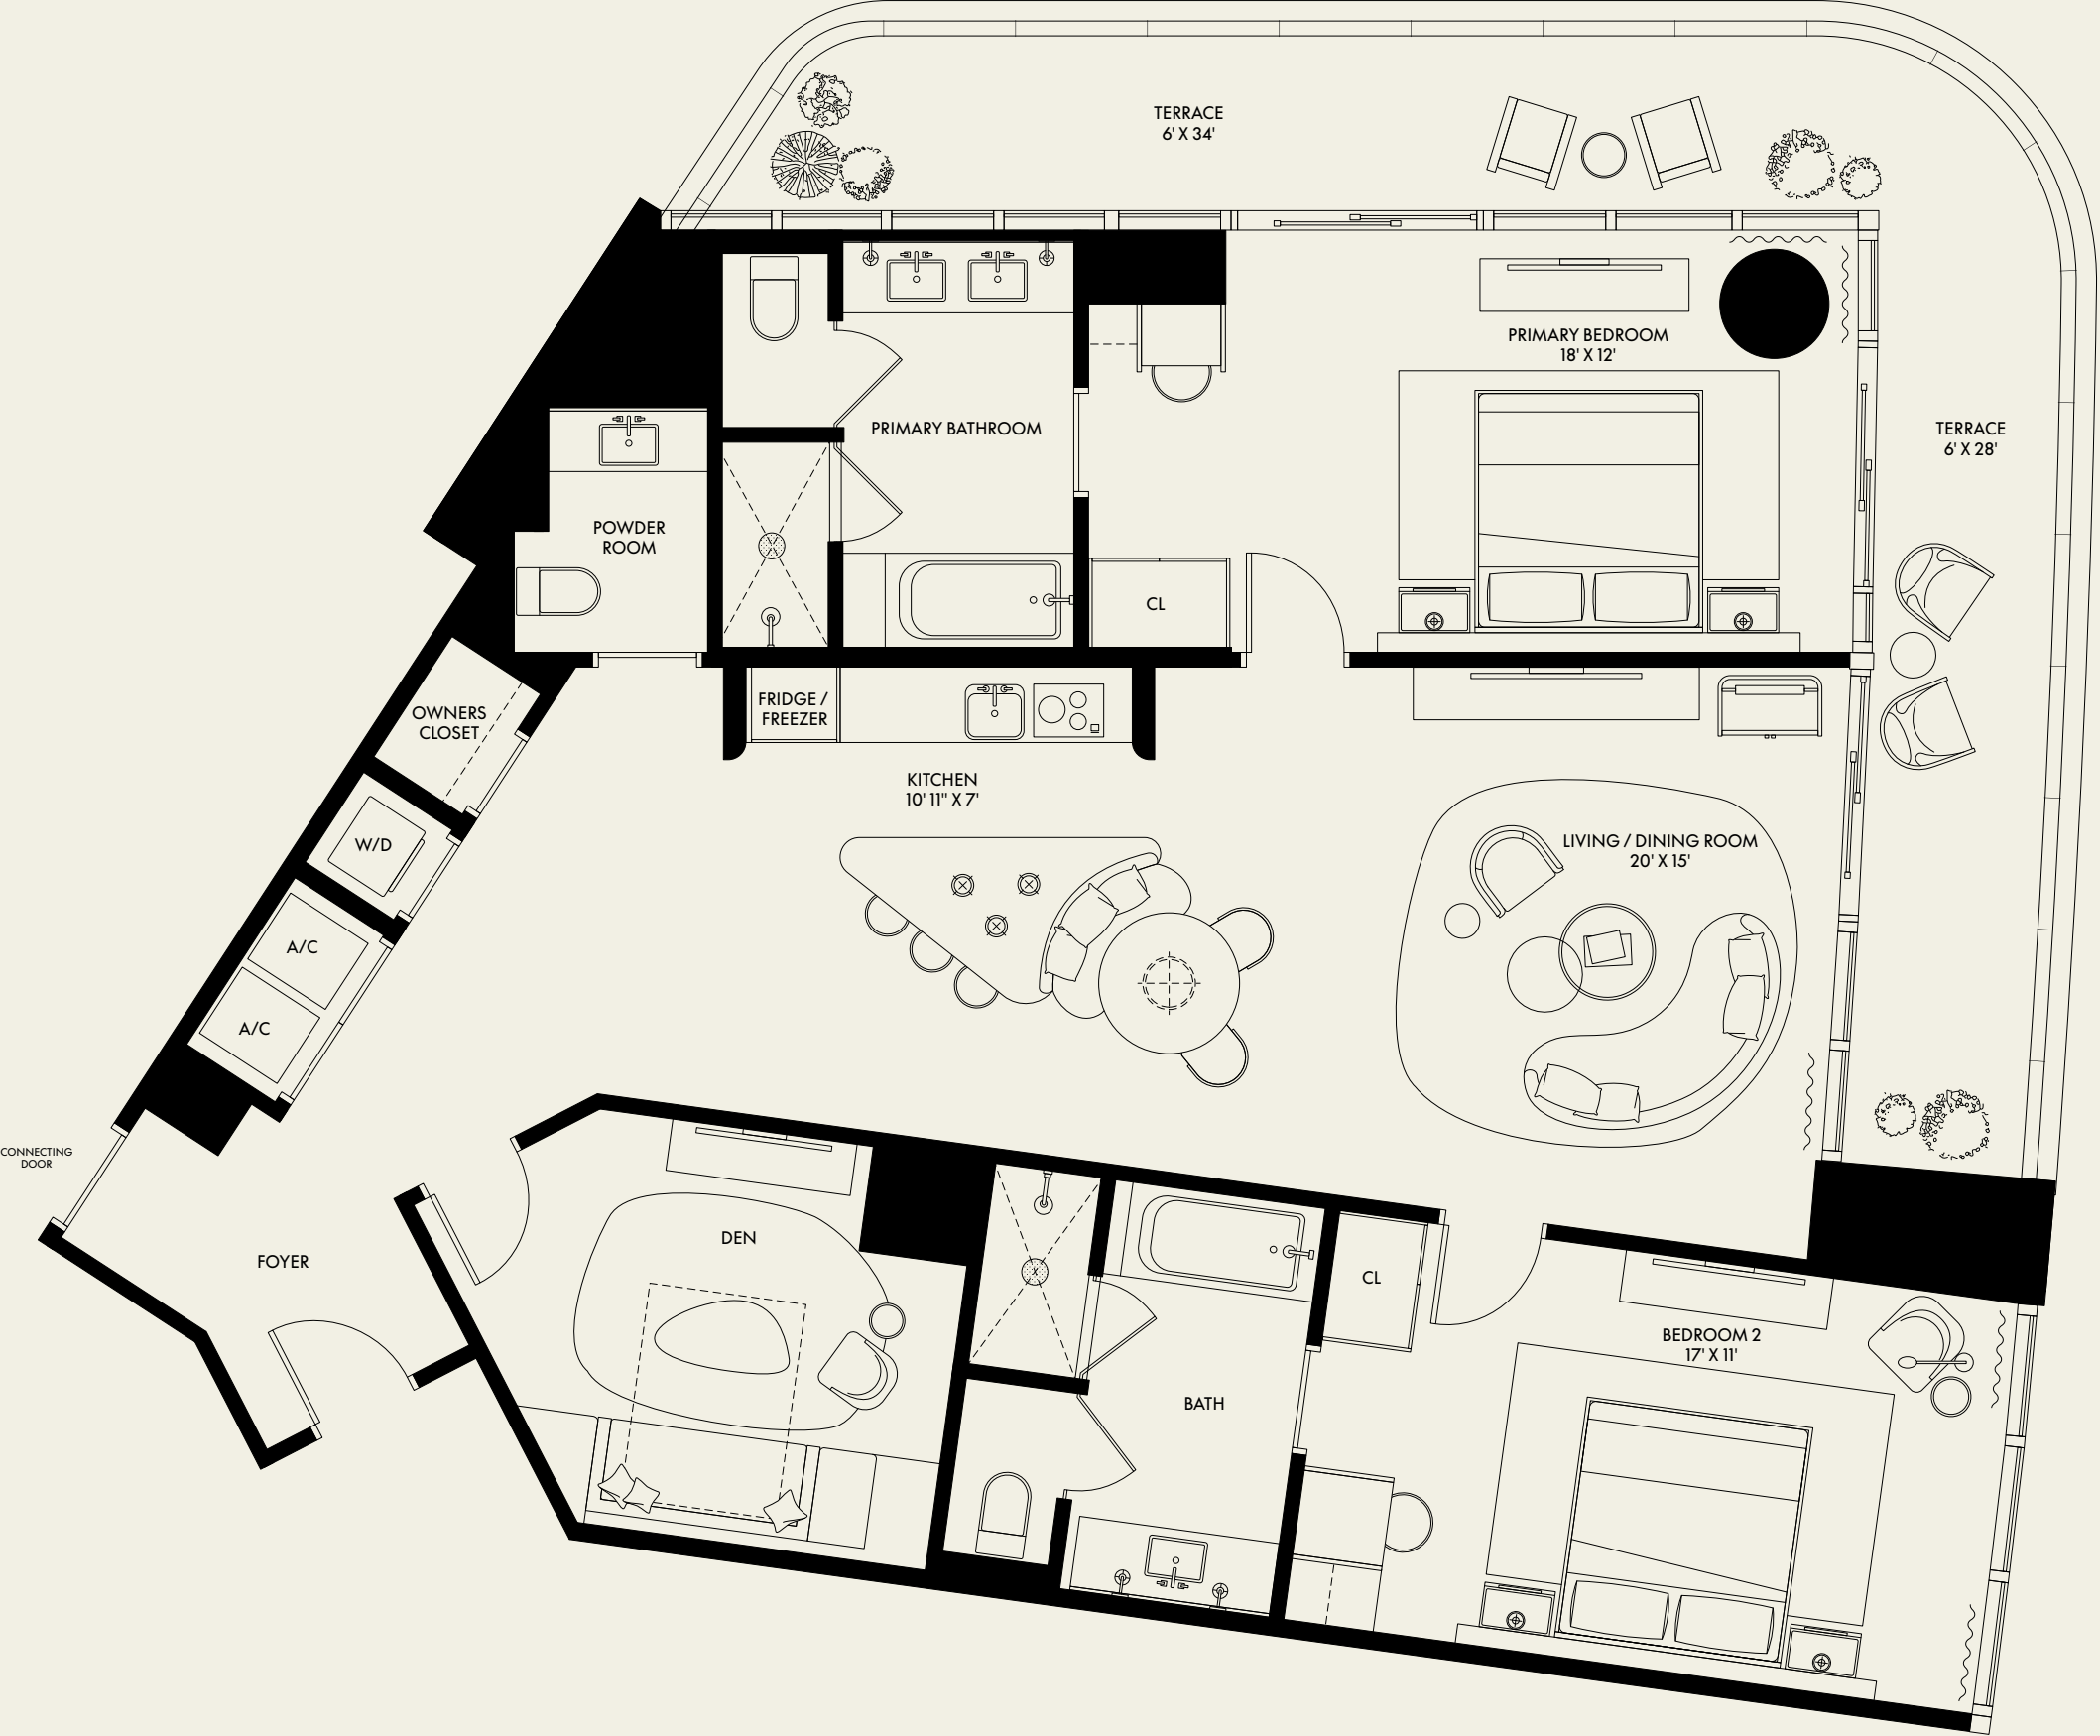 TERRACE
6' X 34'
PRIMARY BEDROOM
18' X 12'
TERRACE
6' X 28'
PRIMARY BATHROOM
POWDER
ROOM
CL
FRIDGE /
FREEZER
OWNERS
CLOSET
KITCHEN
10' 11" X 7'
LIVING / DINING ROOM
20' X 15'
W/D
A/C
A/C
CONNECTING
DOOR
FOYER
DEN
CL
BEDROOM 2
17' X 11'
BATH